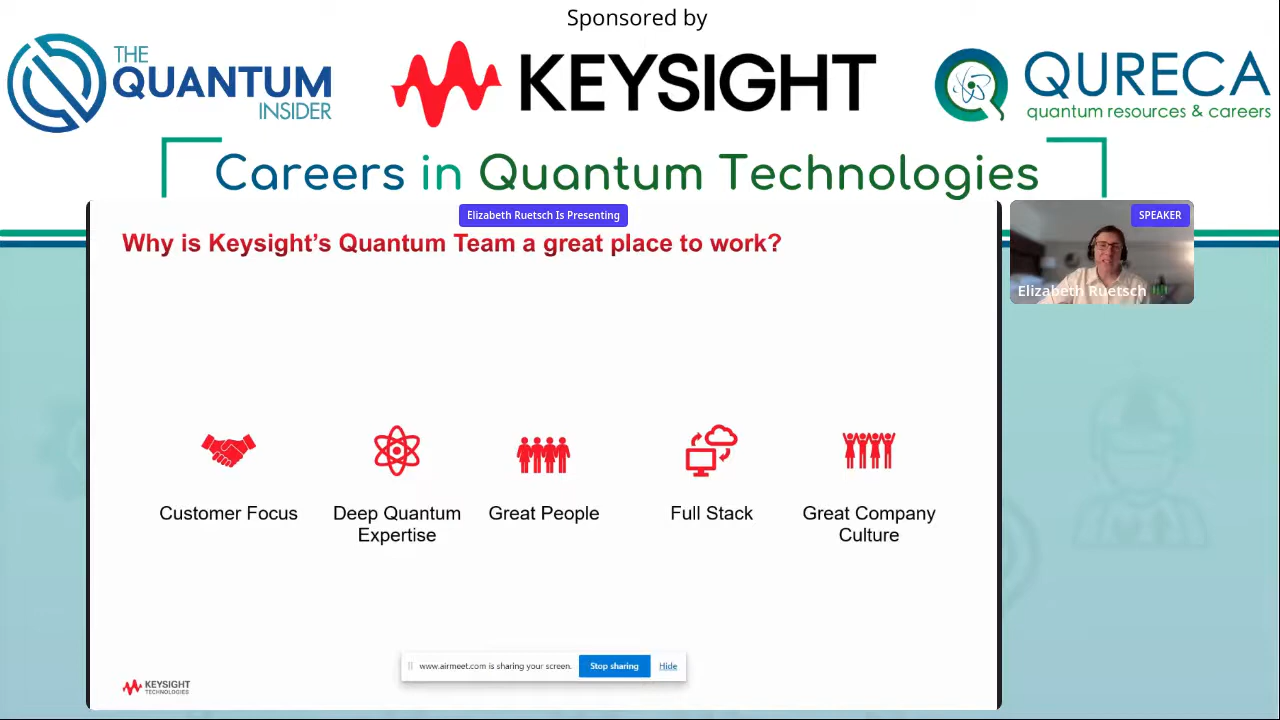 Sponsored by
THE
QUANTUM
INSIDER
KEYSIGHT
QURECA
quantum resources & careers
Careers in Quantum Technologies
Elizabeth Ruetsch Is Presenting
SPEAKER
Why is Keysight's Quantum Team a great place to work?
Elizabeth Ruetsch
Customer Focus
Deep Quantum
Expertise
Great People
Full Stack
Great Company
Culture
www.airmeet.com is sharing your screen.
Stop sharing
Hide
KEYSIGHT
TECHNOLOGIES